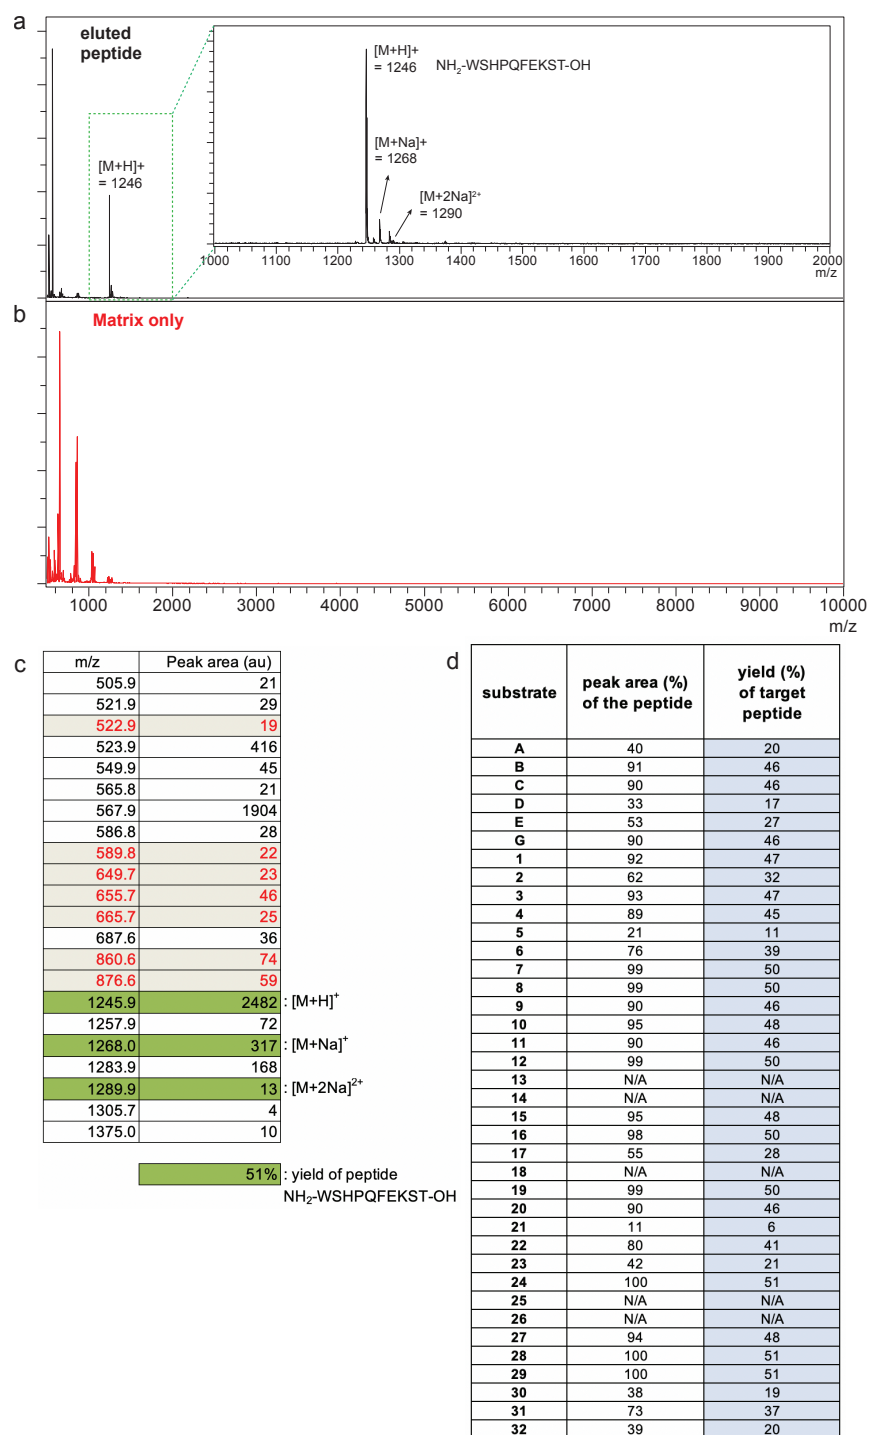 a
eluted
peptide
[M+H]+
= 1246
[M+H]+
= 1246
NH2-WSHPQFEKST-OH
[M+Na]+
= 1268
[M+2Na]2+
= 1290
1000 1100 1200 1300 1400 1500 1600 1700 1800 1900 2000
m/z
b
Matrix only
1000 2000 3000 4000 5000 6000 7000 8000 9000 10000
m/z
c
m/z Peak area (au)
505.9 21
521.9 29
522.9 19
523.9 416
549.9 45
565.8 21
567.9 1904
586.8 28
589.8 22
649.7 23
655.7 46
665.7 25
687.6 36
860.6 74
876.6 59
1245.9 2482 : [M+H]+
1257.9 72
1268.0 317 : [M+Na]+
1283.9 168
1289.9 13 : [M+2Na]2+
1305.7 4
1375.0 10
51% : yield of peptide
NH2-WSHPQFEKST-OH
d
substrate peak area (%) of the peptide yield (%) of target peptide
A 40 20
B 91 46
C 90 46
D 33 17
E 53 27
G 90 46
1 92 47
2 62 32
3 93 47
4 89 45
5 21 11
6 76 39
7 99 50
8 99 50
9 90 46
10 95 48
11 90 46
12 99 50
13 N/A N/A
14 N/A N/A
15 95 48
16 98 50
17 55 28
18 N/A N/A
19 99 50
20 90 46
21 11 6
22 80 41
23 42 21
24 100 51
25 N/A N/A
26 N/A N/A
27 94 48
28 100 51
29 100 51
30 38 19
31 73 37
32 39 20